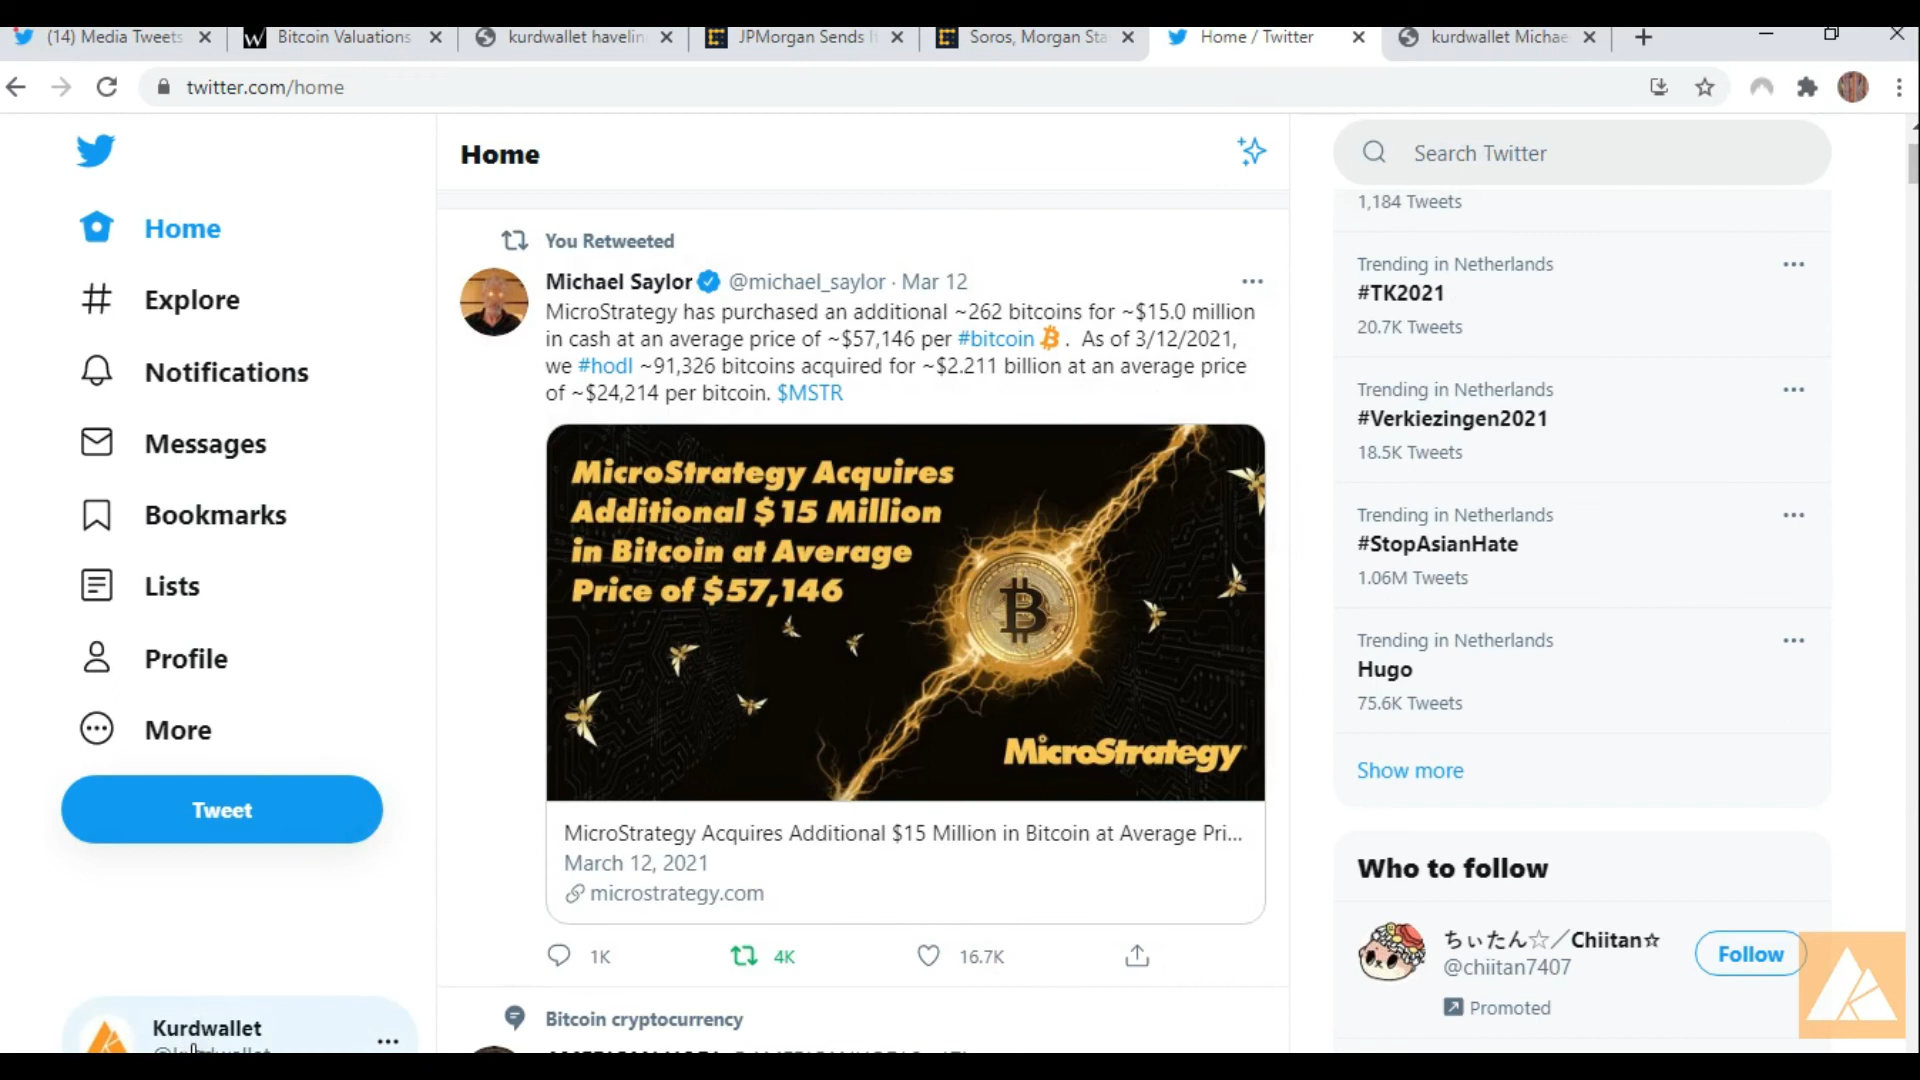 (14) Media Tweets
Bitcoin Valuations
kurdwallet havelin
JPMorgan Sends It
Soros, Morgan Sta
Home / Twitter
kurdwallet Michae
twitter.com/home
Home
Explore
Notifications
Messages
Bookmarks
Lists
Profile
More
Tweet
Kurdwallet
Home
You Retweeted
Michael Saylor @michael_saylor · Mar 12
MicroStrategy has purchased an additional ~262 bitcoins for ~$15.0 million
in cash at an average price of ~$57,146 per #bitcoin . As of 3/12/2021,
we #hodl ~91,326 bitcoins acquired for ~$2.211 billion at an average price
of ~$24,214 per bitcoin. $MSTR
MicroStrategy Acquires
Additional $15 Million
in Bitcoin at Average
Price of $57,146
MicroStrategy
MicroStrategy Acquires Additional $15 Million in Bitcoin at Average Pri...
March 12, 2021
microstrategy.com
1K
4K
16.7K
Bitcoin cryptocurrency
Search Twitter
1,184 Tweets
Trending in Netherlands
#TK2021
20.7K Tweets
Trending in Netherlands
#Verkiezingen2021
18.5K Tweets
Trending in Netherlands
#StopAsianHate
1.06M Tweets
Trending in Netherlands
Hugo
75.6K Tweets
Show more
Who to follow
ちぃたん☆／Chiitan☆
@chiitan7407
Follow
Promoted